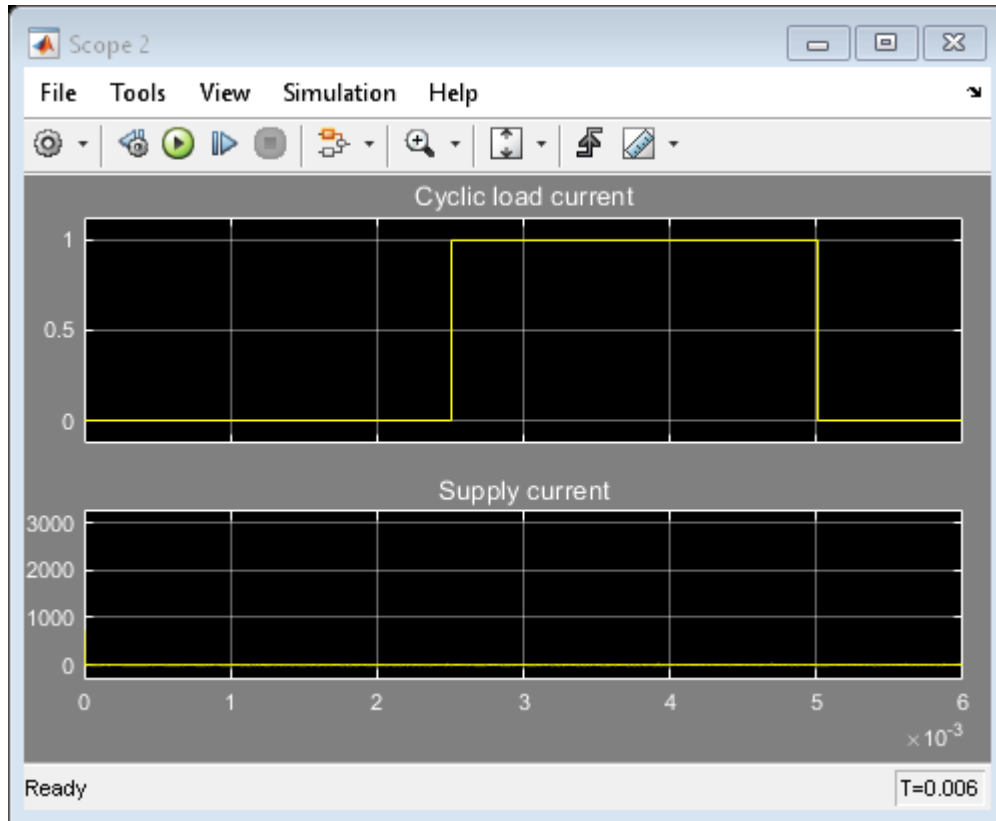 Scope 2
File Tools View Simulation Help
Cyclic load current
1
0.5
0
Supply current
3000
2000
1000
0
0 1 2 3 4 5 6
×10-3
Ready T=0.006